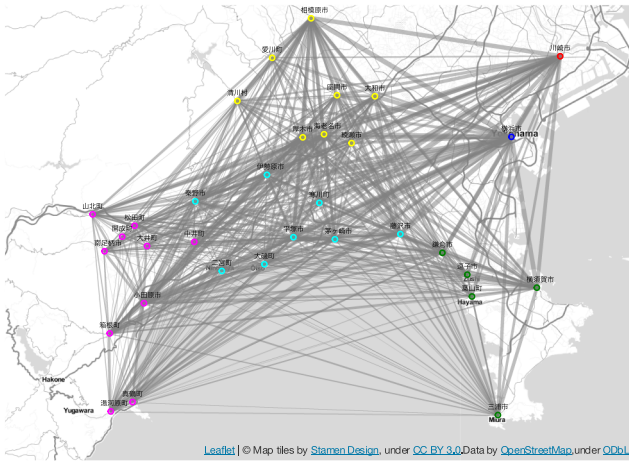 相模原市
愛川町
川崎市
座間市
大和市
清川村
横浜市
海老名市
厚木市
綾瀬市
伊勢原市
秦野市
寒川町
山北町
松田町
開成町
中井町
大井町
南足柄市
平塚市
茅ヶ崎市
藤沢市
鎌倉市
大磯町
二宮町
逗子市
横須賀市
葉山町
Hayama
小田原市
箱根町
Hakone
真鶴町
湯河原町
Yugawara
三浦市
Miura
Leaflet | © Map tiles by Stamen Design, under CC BY 3.0.Data by OpenStreetMap,under ODbL